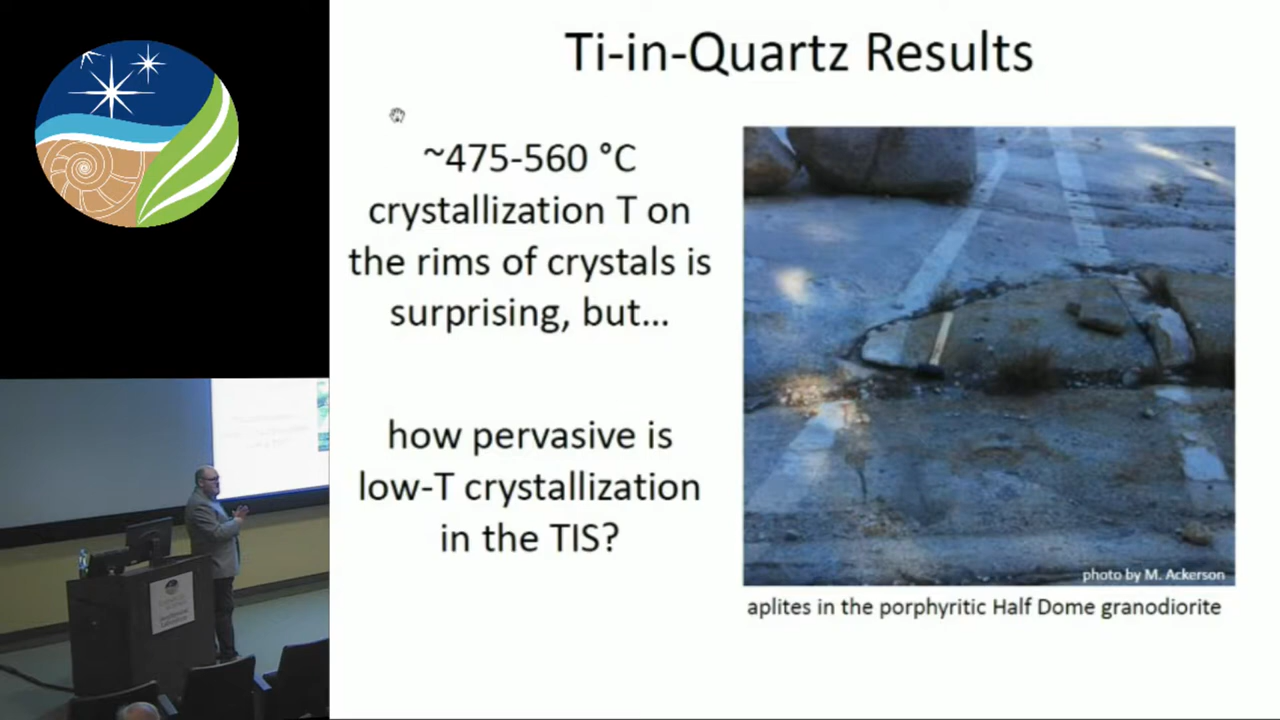 Ti-in-Quartz Results
~475-560 °C
crystallization T on
the rims of crystals is
surprising, but...
how pervasive is
low-T crystallization
in the TIS?
photo by M. Ackerson
aplites in the porphyritic Half Dome granodiorite